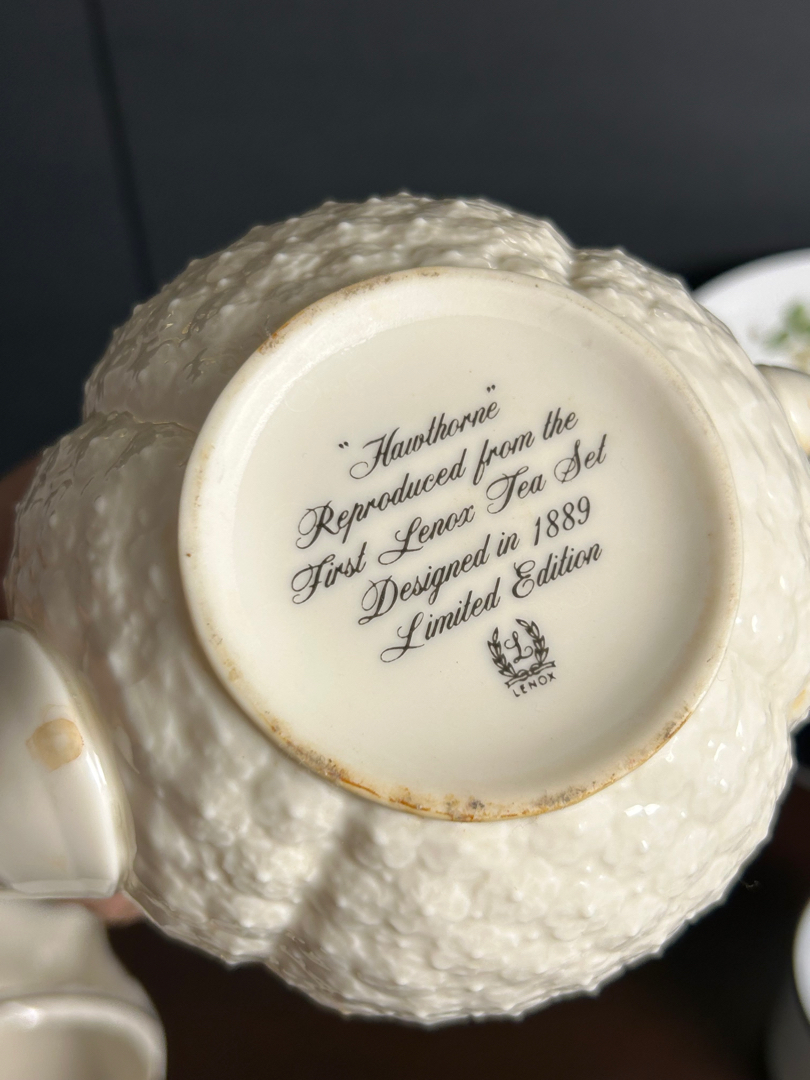 "Hawthorne"
Reproduced from the
First Lenox Tea Set
Designed in 1889
Limited Edition
L
LENOX